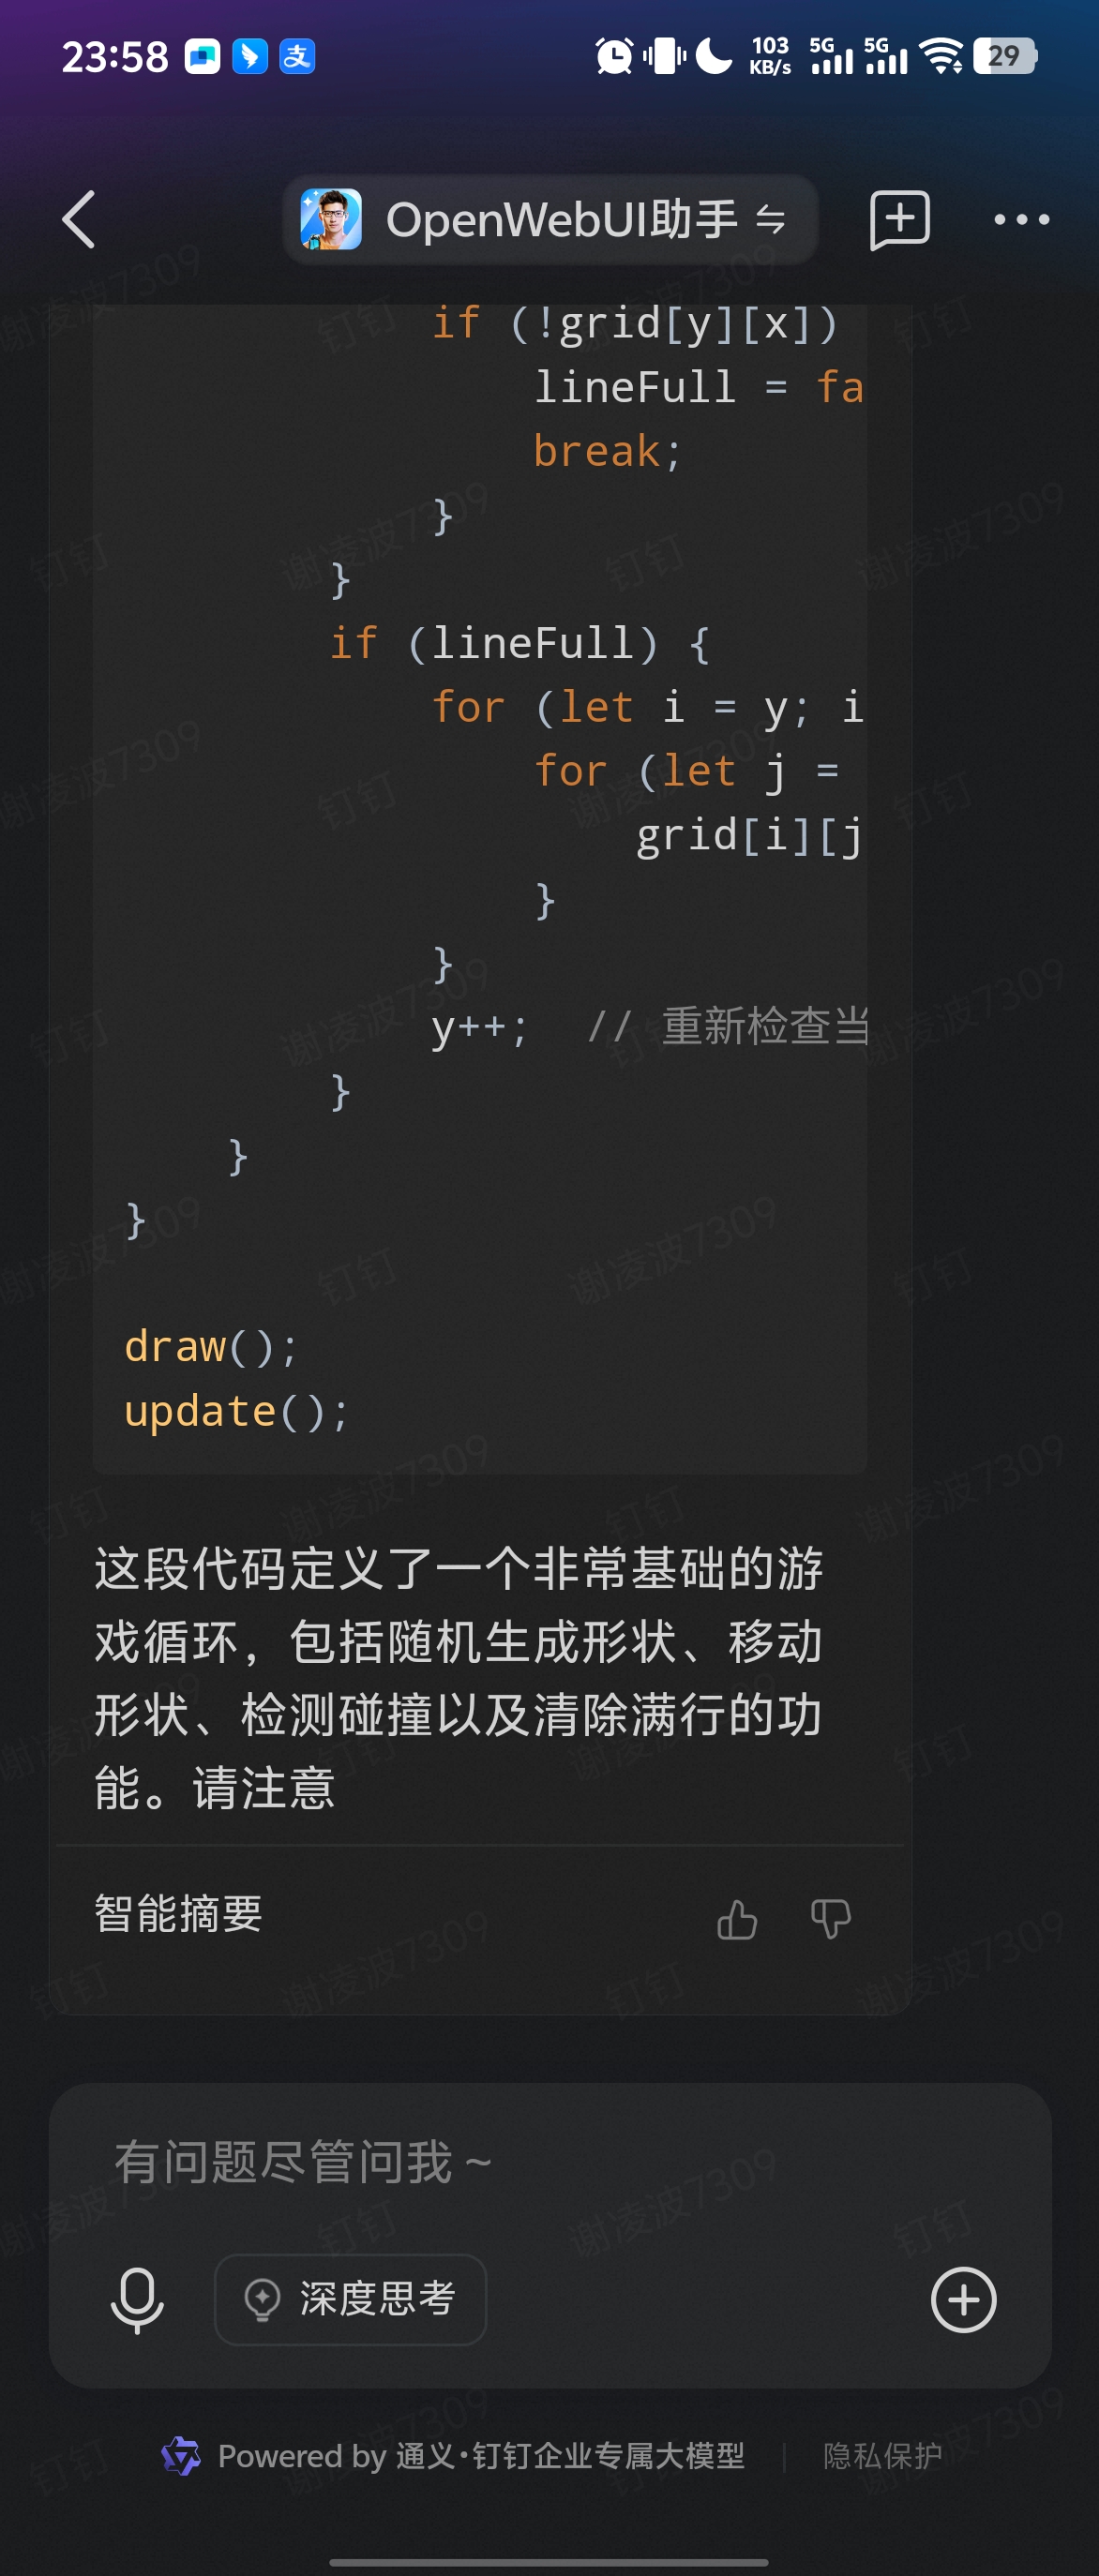 23:58 支 103 KB/s 5G 5G 29
OpenWebUI助手
if (!grid[y][x])
lineFull = fa
break;
}
}
if (lineFull) {
for (let i = y; i
for (let j =
grid[i][j
}
}
y++; // 重新检查当
}
}
}
draw();
update();
这段代码定义了一个非常基础的游
戏循环，包括随机生成形状、移动
形状、检测碰撞以及清除满行的功
能。请注意
智能摘要
有问题尽管问我 ~
深度思考
Powered by 通义·钉钉企业专属大模型 | 隐私保护
钉钉
谢凌波7309